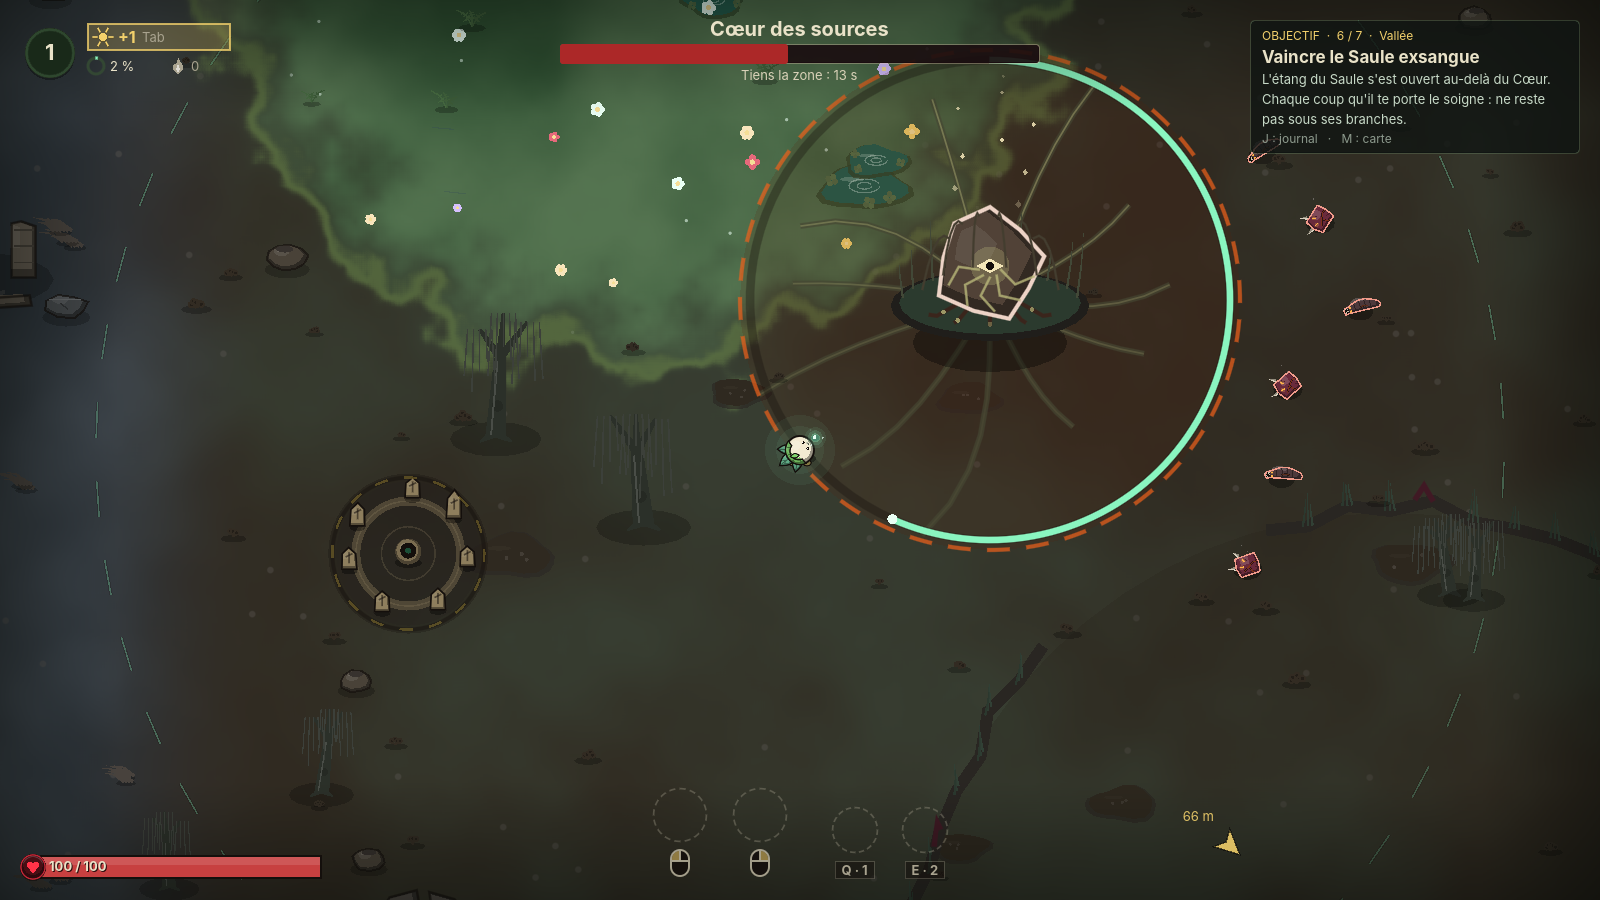 1
+1 Tab
2 %
0
Cœur des sources
Tiens la zone : 13 s
OBJECTIF · 6 / 7 · Vallée
Vaincre le Saule exsangue
L'étang du Saule s'est ouvert au-delà du Cœur.
Chaque coup qu'il te porte le soigne : ne reste
pas sous ses branches.
J : journal · M : carte
66 m
100 / 100
Q · 1
E · 2